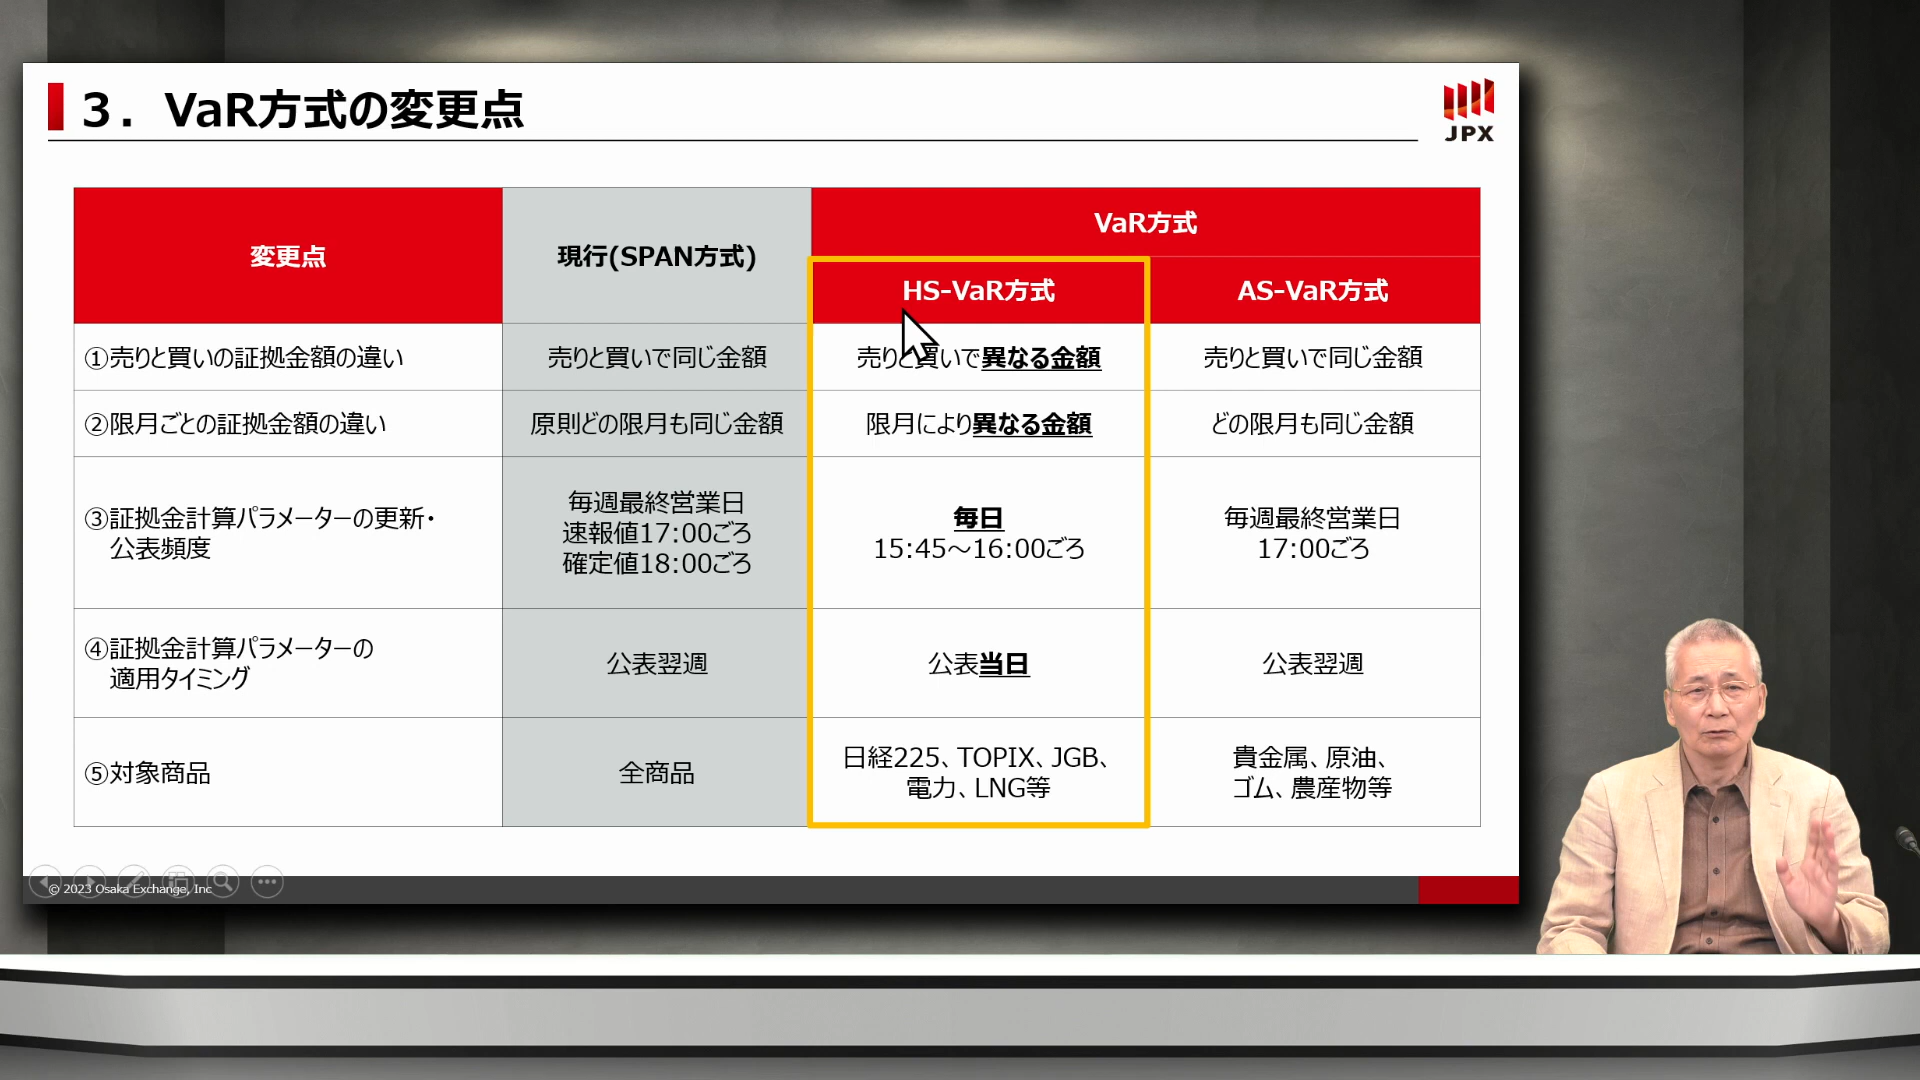 3．VaR方式の変更点
JPX
変更点
現行(SPAN方式)
VaR方式
HS-VaR方式
AS-VaR方式
①売りと買いの証拠金額の違い
売りと買いで同じ金額
売りと買いで異なる金額
売りと買いで同じ金額
②限月ごとの証拠金額の違い
原則どの限月も同じ金額
限月により異なる金額
どの限月も同じ金額
③証拠金計算パラメーターの更新・
公表頻度
毎週最終営業日
速報値17:00ごろ
確定値18:00ごろ
毎日
15:45～16:00ごろ
毎週最終営業日
17:00ごろ
④証拠金計算パラメーターの
適用タイミング
公表翌週
公表当日
公表翌週
⑤対象商品
全商品
日経225、TOPIX、JGB、
電力、LNG等
貴金属、原油、
ゴム、農産物等
© 2023 Osaka Exchange, Inc